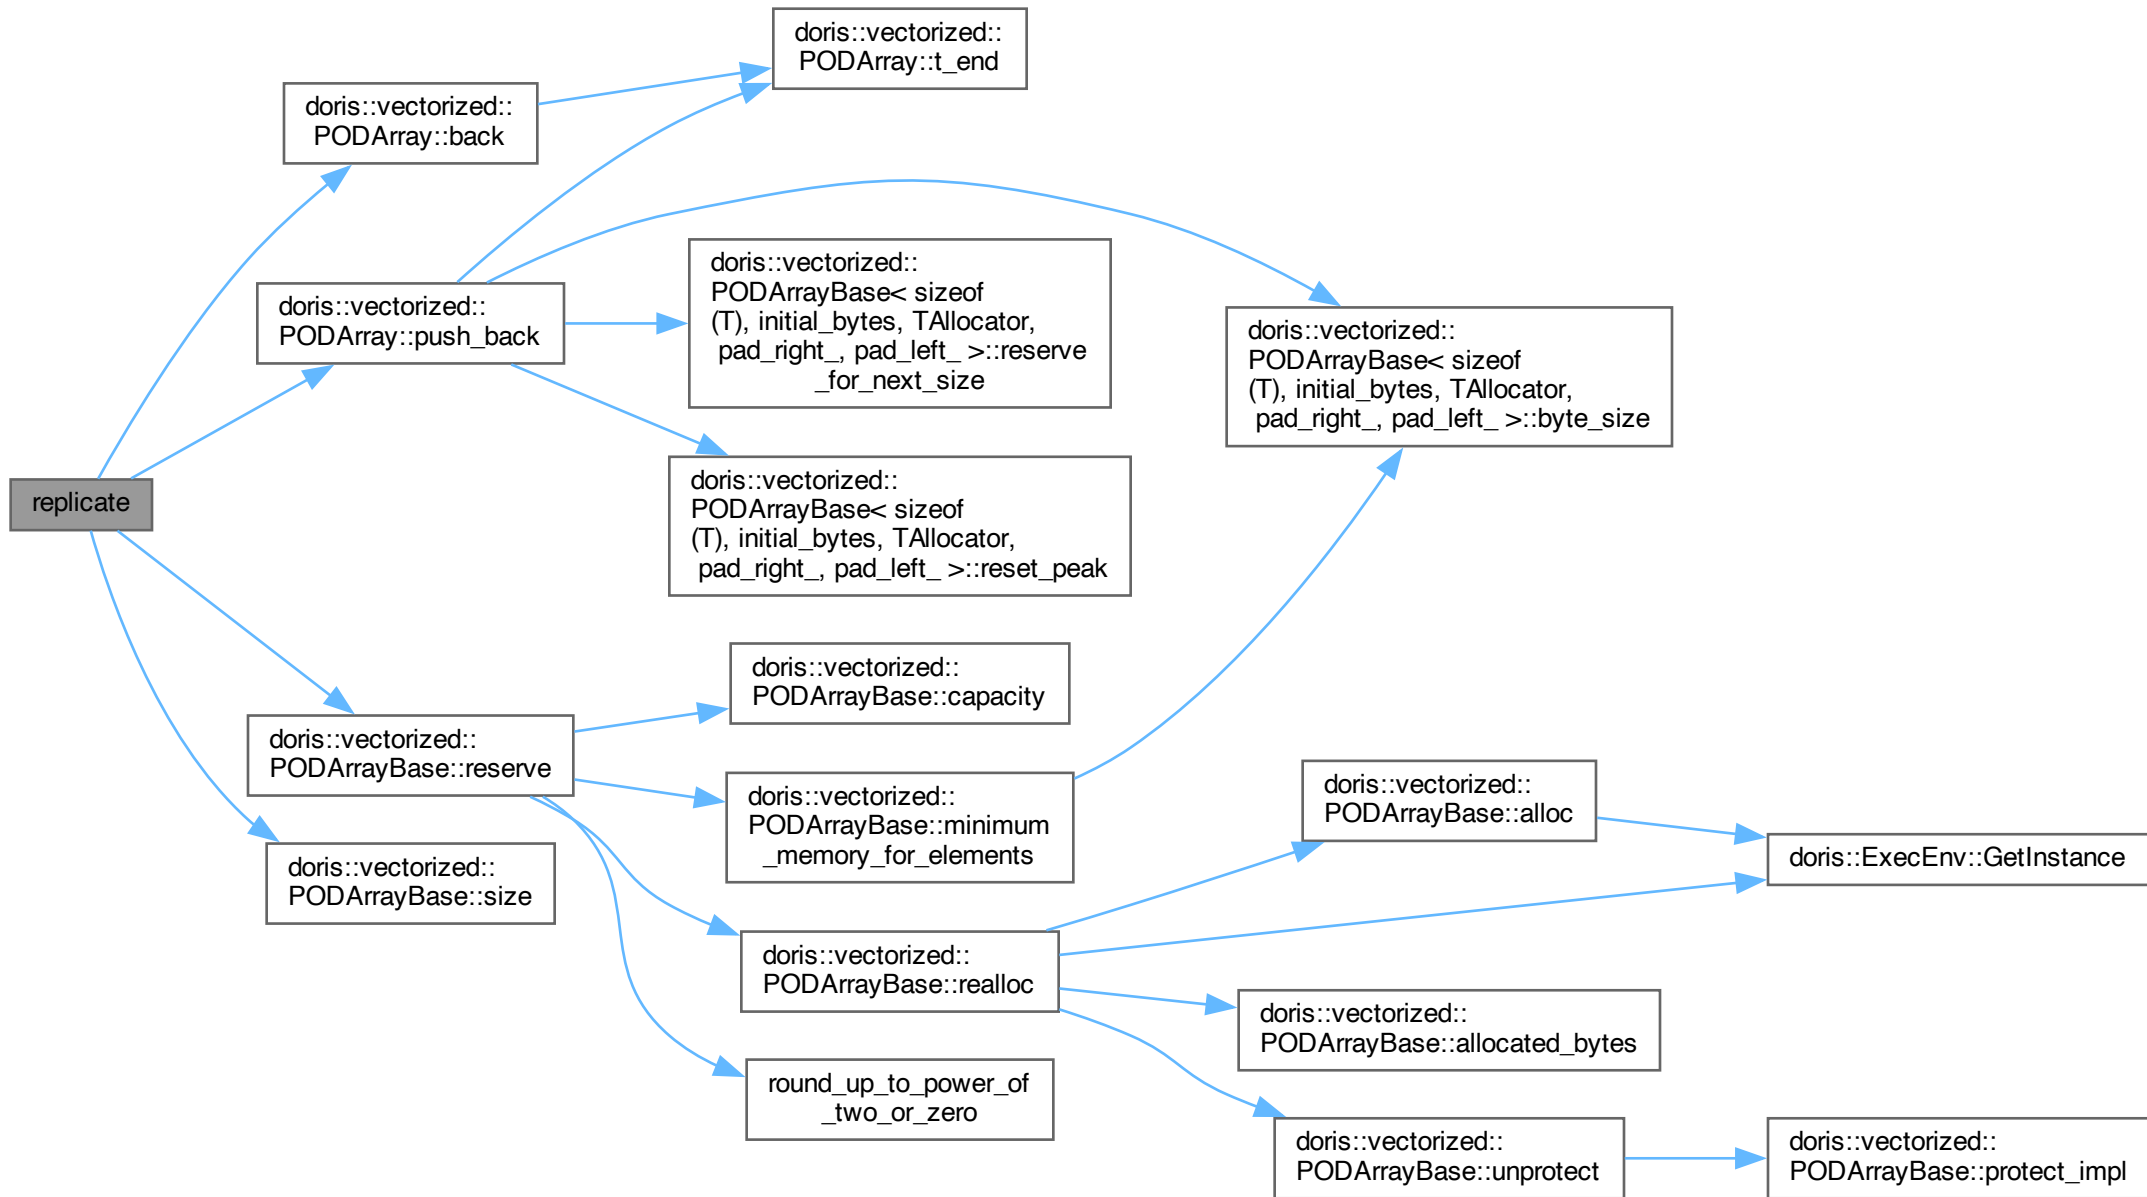 doris::vectorized::
PODArray::t_end
doris::vectorized::
PODArray::back
doris::vectorized::
PODArrayBase< sizeof
(T), initial_bytes, TAllocator,
pad_right_, pad_left_ >::reserve
_for_next_size
doris::vectorized::
PODArray::push_back
doris::vectorized::
PODArrayBase< sizeof
(T), initial_bytes, TAllocator,
pad_right_, pad_left_ >::byte_size
doris::vectorized::
PODArrayBase< sizeof
(T), initial_bytes, TAllocator,
pad_right_, pad_left_ >::reset_peak
replicate
doris::vectorized::
PODArrayBase::capacity
doris::vectorized::
PODArrayBase::reserve
doris::vectorized::
PODArrayBase::minimum
_memory_for_elements
doris::vectorized::
PODArrayBase::alloc
doris::ExecEnv::GetInstance
doris::vectorized::
PODArrayBase::size
doris::vectorized::
PODArrayBase::realloc
doris::vectorized::
PODArrayBase::allocated_bytes
round_up_to_power_of
_two_or_zero
doris::vectorized::
PODArrayBase::unprotect
doris::vectorized::
PODArrayBase::protect_impl